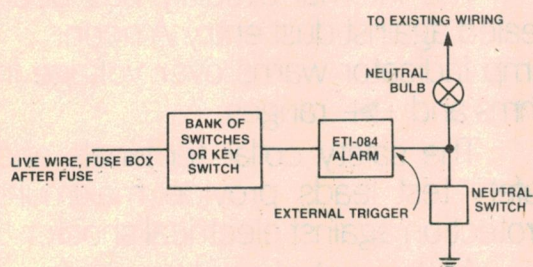 TO EXISTING WIRING
NEUTRAL
BULB
BANK OF
SWITCHES
OR KEY
SWITCH
ETI-084
ALARM
LIVE WIRE, FUSE BOX
AFTER FUSE
EXTERNAL TRIGGER
NEUTRAL
SWITCH